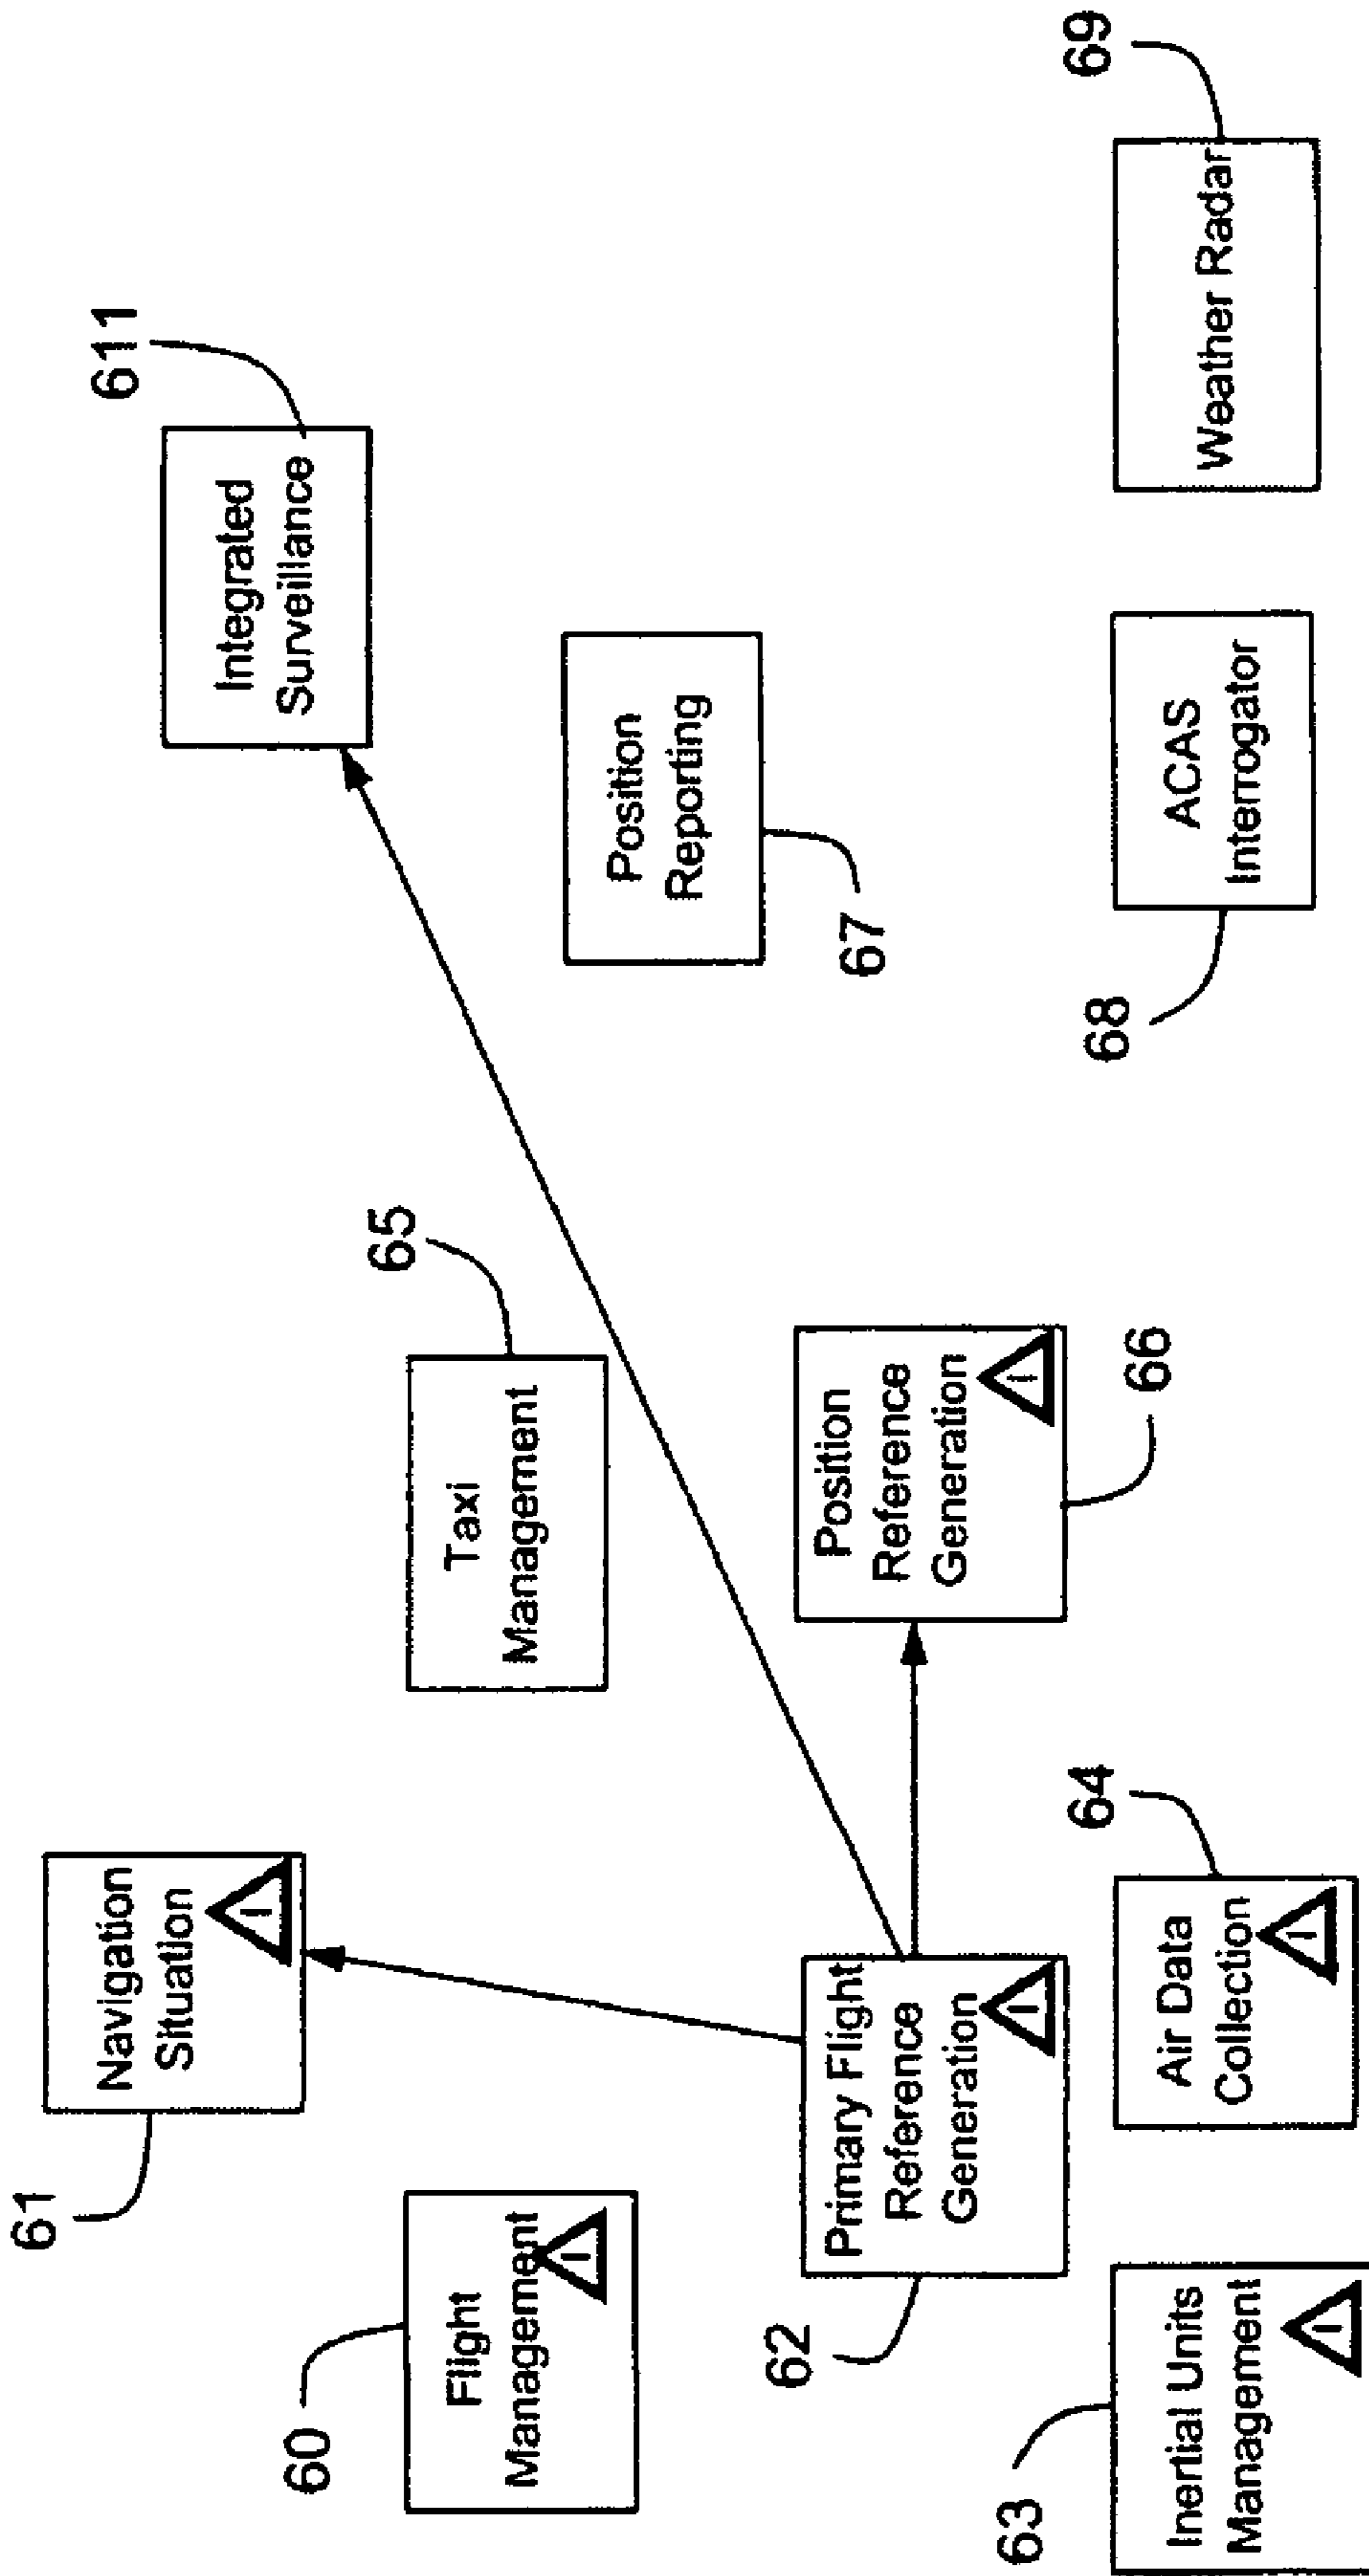 61
Navigation
Situation
611
Integrated
Surveillance
60
Flight
Management
65
Taxi
Management
Position
Reporting
67
62
Primary Flight
Reference
Generation
Position
Reference
Generation
66
63
Inertial Units
Management
64
Air Data
Collection
68
ACAS
Interrogator
69
Weather Radar